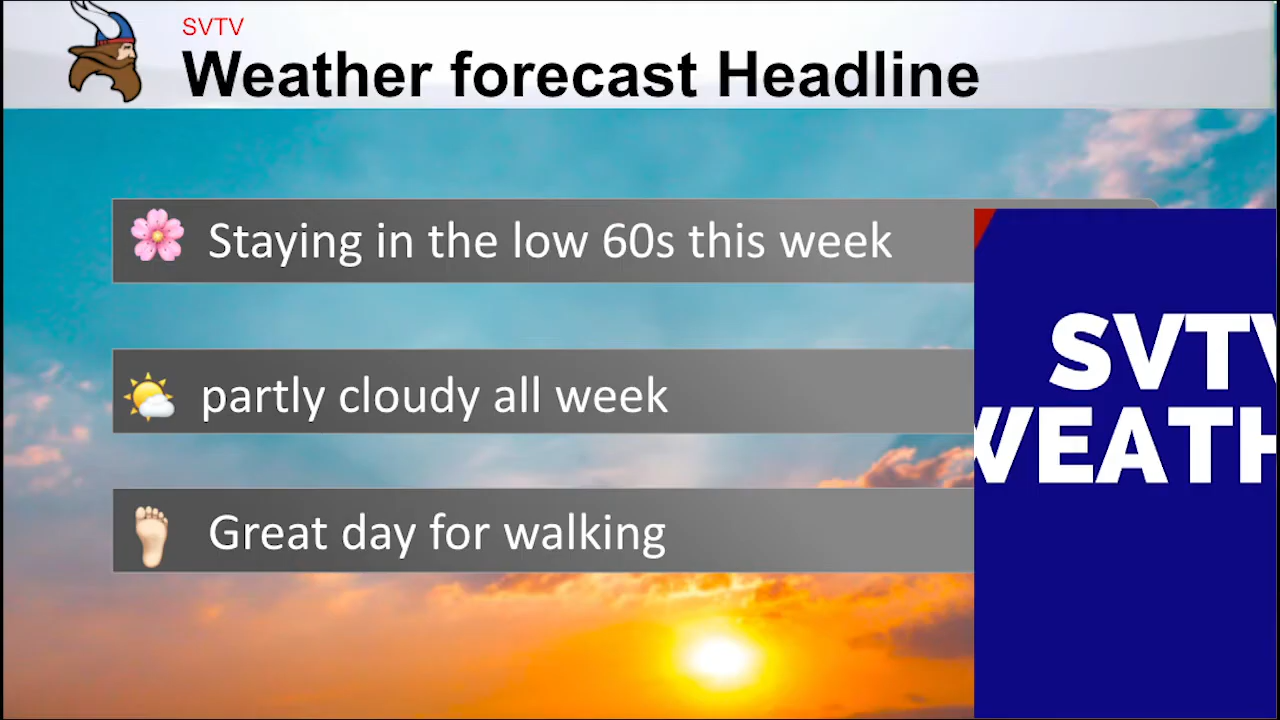 SVTV
Weather forecast Headline
Staying in the low 60s this week
partly cloudy all week
Great day for walking
SVTV
WEATH